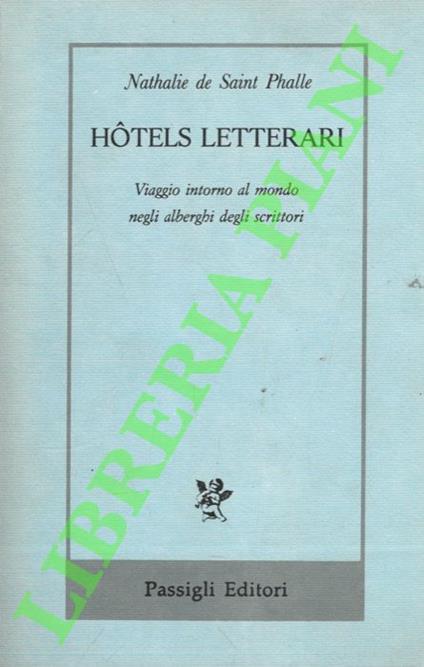 Nathalie de Saint Phalle
HÔTELS LETTERARI
Viaggio intorno al mondo
negli alberghi degli scrittori
Passigli Editori
LIBRERIA PIANI